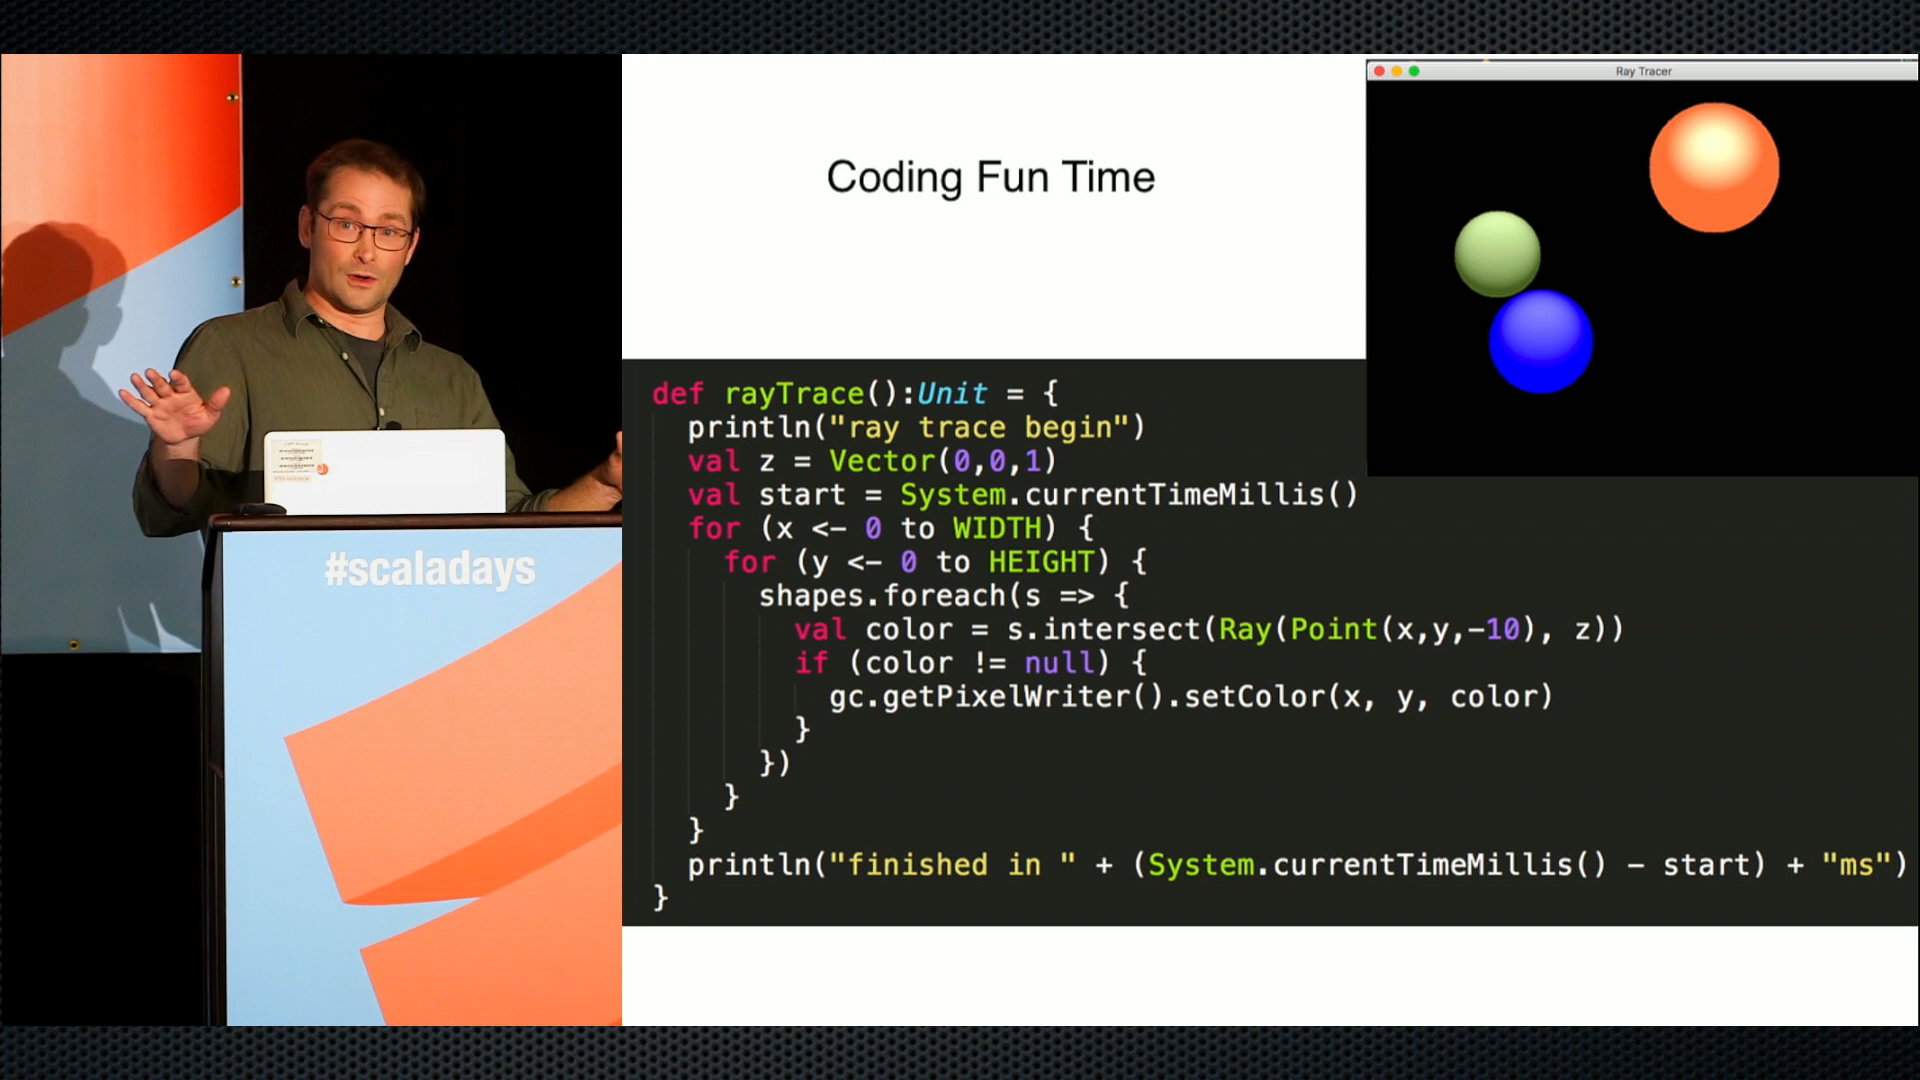 Ray Tracer
Coding Fun Time
#scaladays
def rayTrace():Unit = {
println("ray trace begin")
val z = Vector(0,0,1)
val start = System.currentTimeMillis()
for (x <- 0 to WIDTH) {
for (y <- 0 to HEIGHT) {
shapes.foreach(s => {
val color = s.intersect(Ray(Point(x,y,-10), z))
if (color != null) {
gc.getPixelWriter().setColor(x, y, color)
}
})
}
}
println("finished in " + (System.currentTimeMillis() - start) + "ms")
}